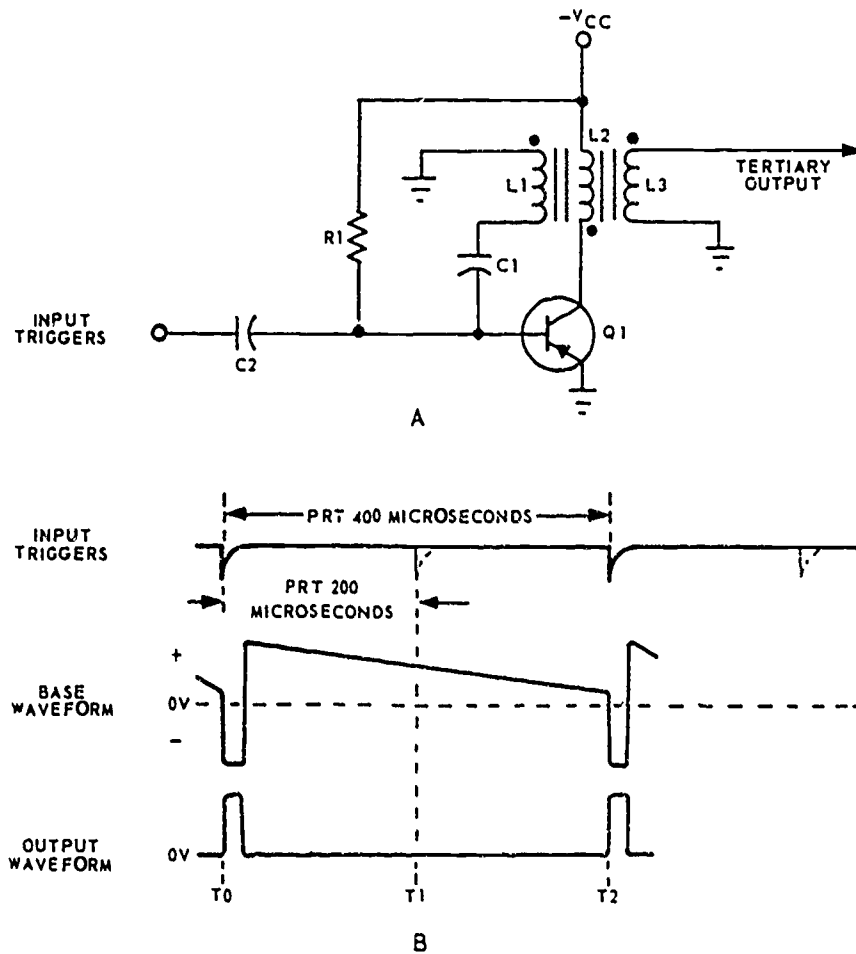 -VCC
L2
L1
L3
TERTIARY
OUTPUT
R1
C1
INPUT
TRIGGERS
C2
Q1
A
INPUT
TRIGGERS
PRT 400 MICROSECONDS
PRT 200
MICROSECONDS
+
BASE
WAVEFORM
0V
-
OUTPUT
WAVEFORM
0V
T0
T1
T2
B